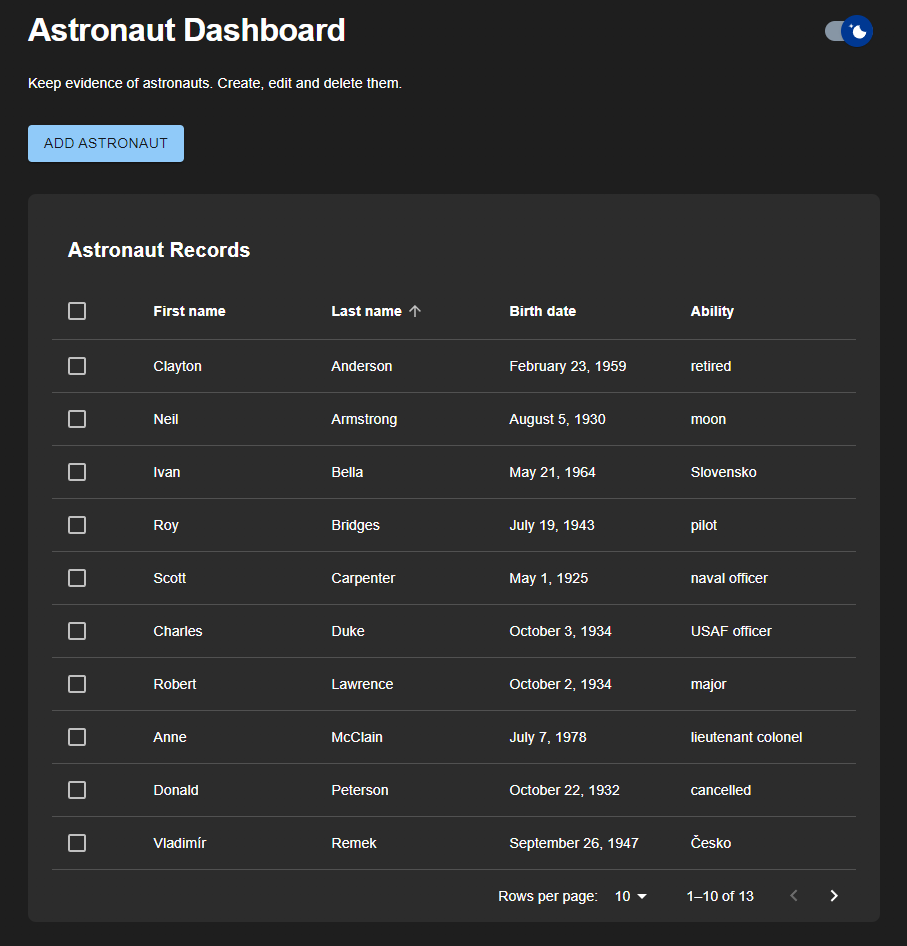 Astronaut Dashboard
Keep evidence of astronauts. Create, edit and delete them.
ADD ASTRONAUT
Astronaut Records
First name Last name Birth date Ability
Clayton Anderson February 23, 1959 retired
Neil Armstrong August 5, 1930 moon
Ivan Bella May 21, 1964 Slovensko
Roy Bridges July 19, 1943 pilot
Scott Carpenter May 1, 1925 naval officer
Charles Duke October 3, 1934 USAF officer
Robert Lawrence October 2, 1934 major
Anne McClain July 7, 1978 lieutenant colonel
Donald Peterson October 22, 1932 cancelled
Vladimír Remek September 26, 1947 Česko
Rows per page: 10 1–10 of 13